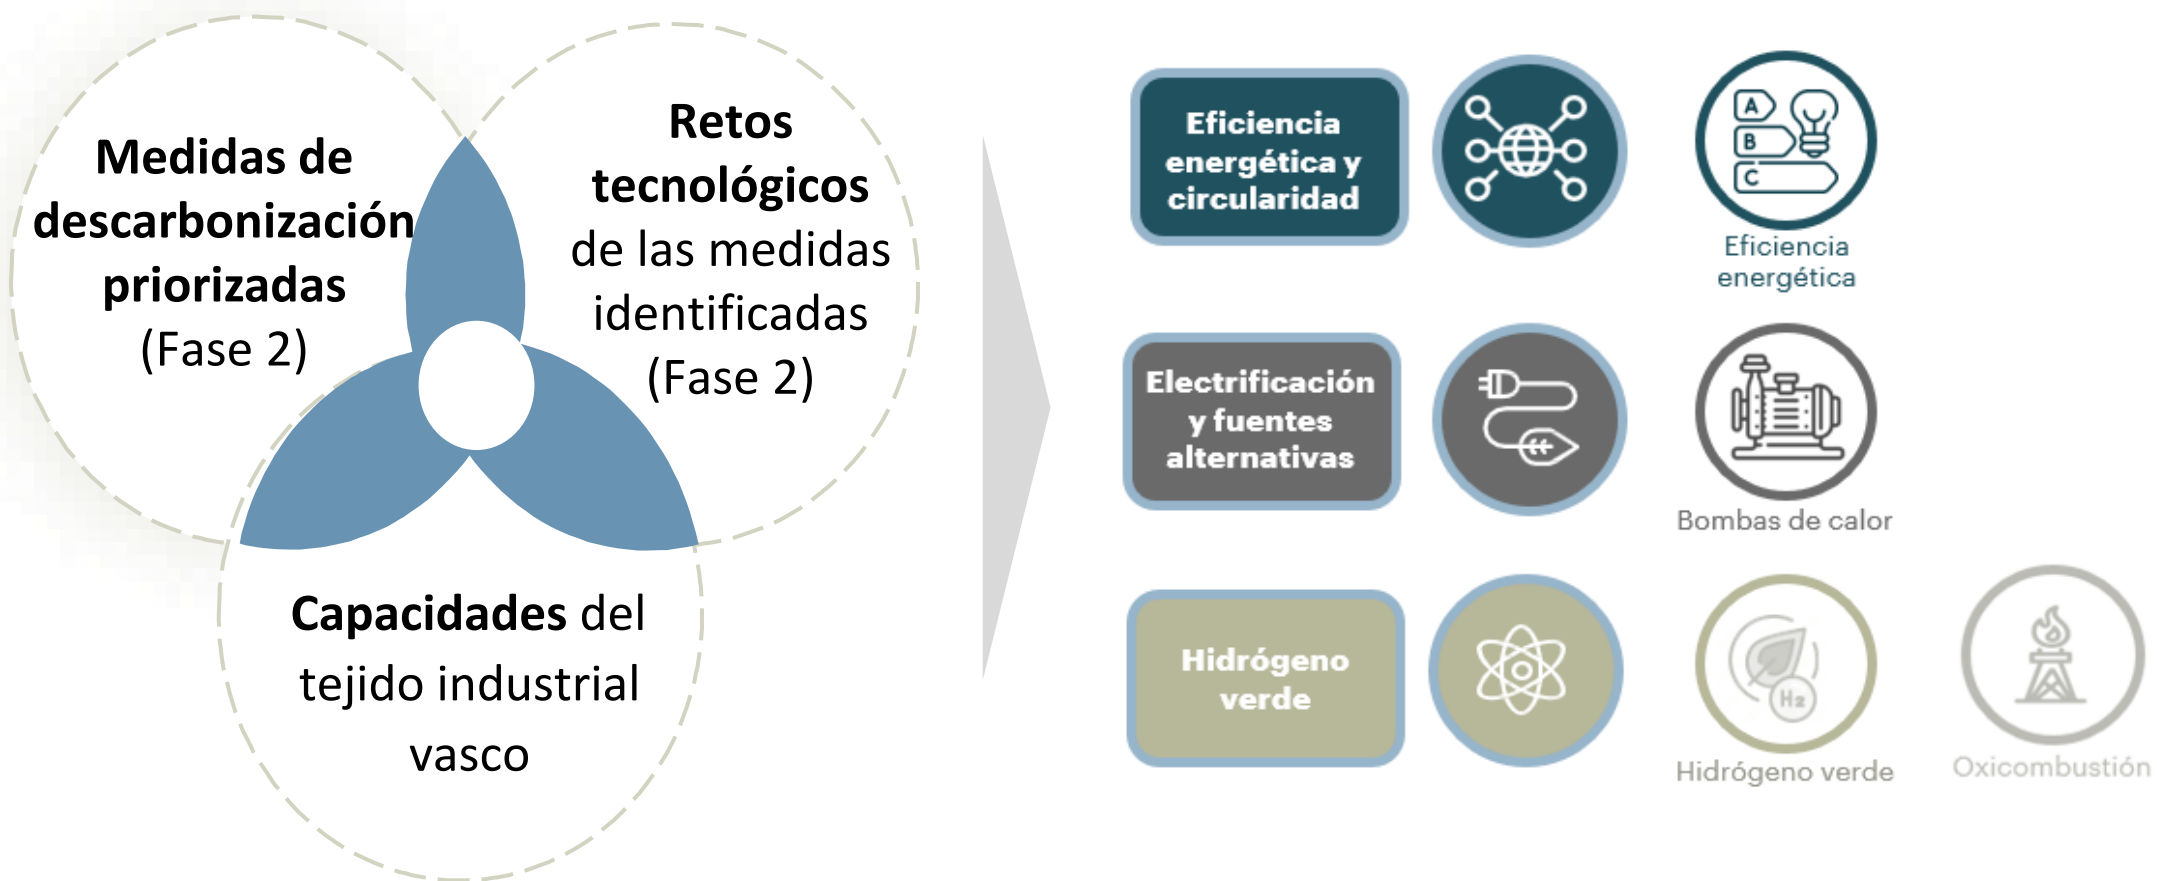 Medidas de
descarbonización
priorizadas
(Fase 2)
Retos
tecnológicos
de las medidas
identificadas
(Fase 2)
Capacidades del
tejido industrial
vasco
Eficiencia
energética y
circularidad
A
B
C
Eficiencia
energética
Electrificación
y fuentes
alternativas
Bombas de calor
Hidrógeno
verde
H2
Hidrógeno verde
Oxicombustión